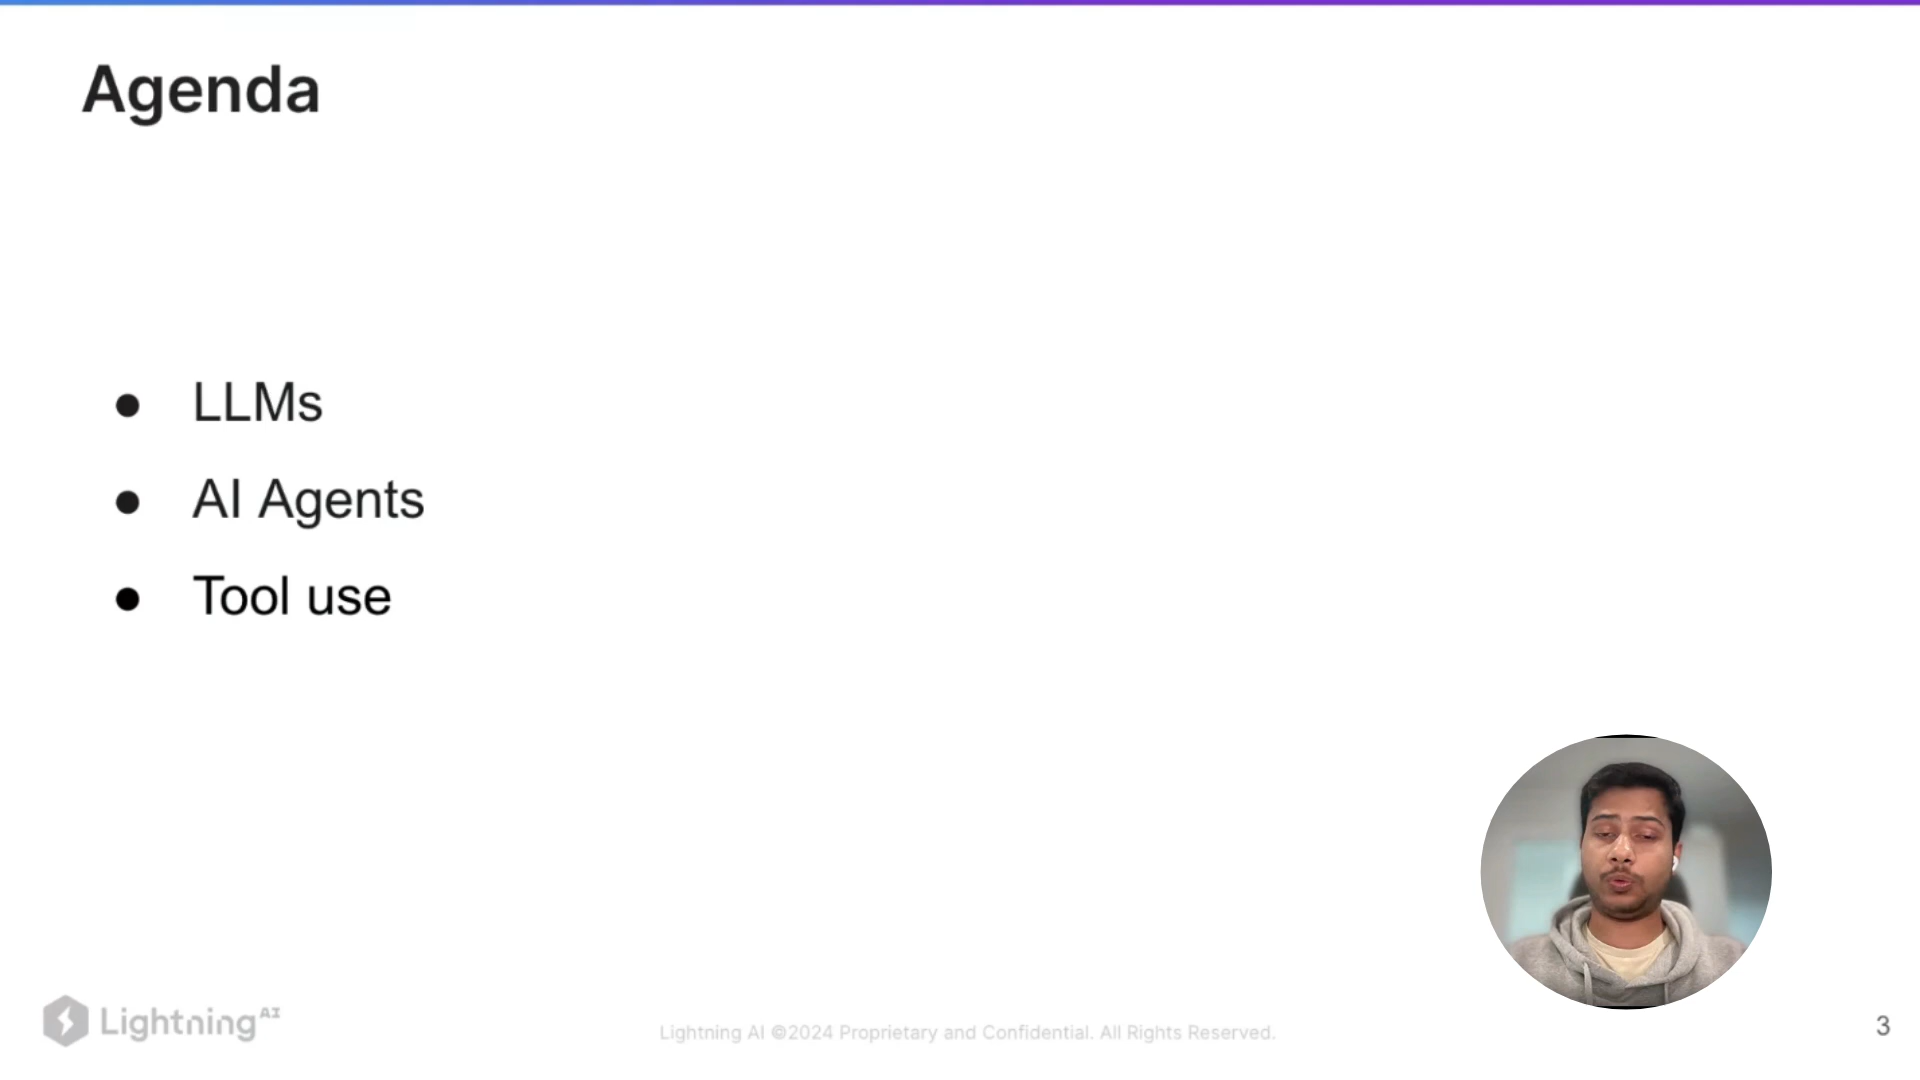 Agenda
● LLMs
● AI Agents
● Tool use
Lightning AI
Lightning AI ©2024 Proprietary and Confidential. All Rights Reserved.
3